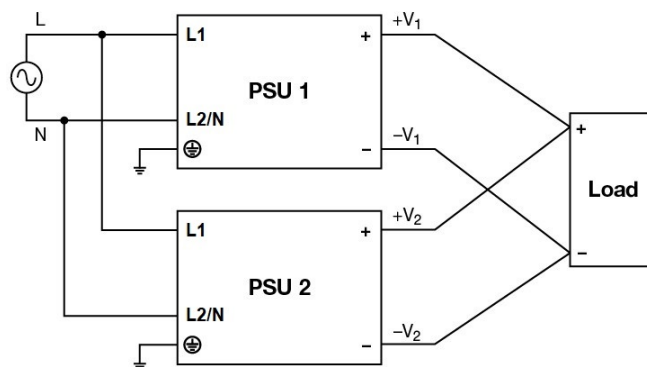 L
N
L1
PSU 1
L2/N
+
−
+V₁
−V₁
L1
PSU 2
L2/N
+
−
+V₂
−V₂
+
Load
−